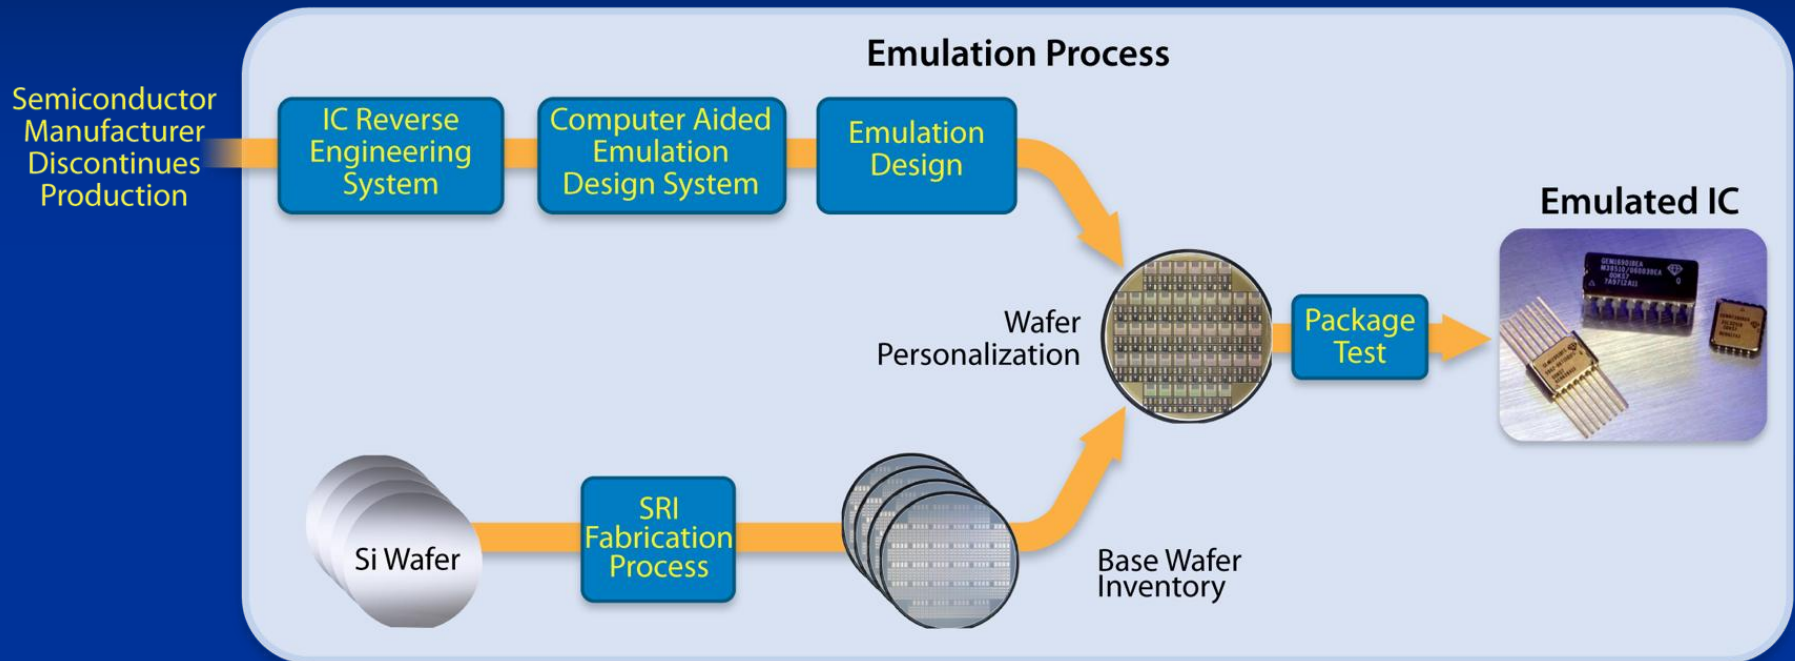 Emulation Process
Semiconductor
Manufacturer
Discontinues
Production
IC Reverse
Engineering
System
Computer Aided
Emulation
Design System
Emulation
Design
Wafer
Personalization
Package
Test
Emulated IC
Si Wafer
SRI
Fabrication
Process
Base Wafer
Inventory